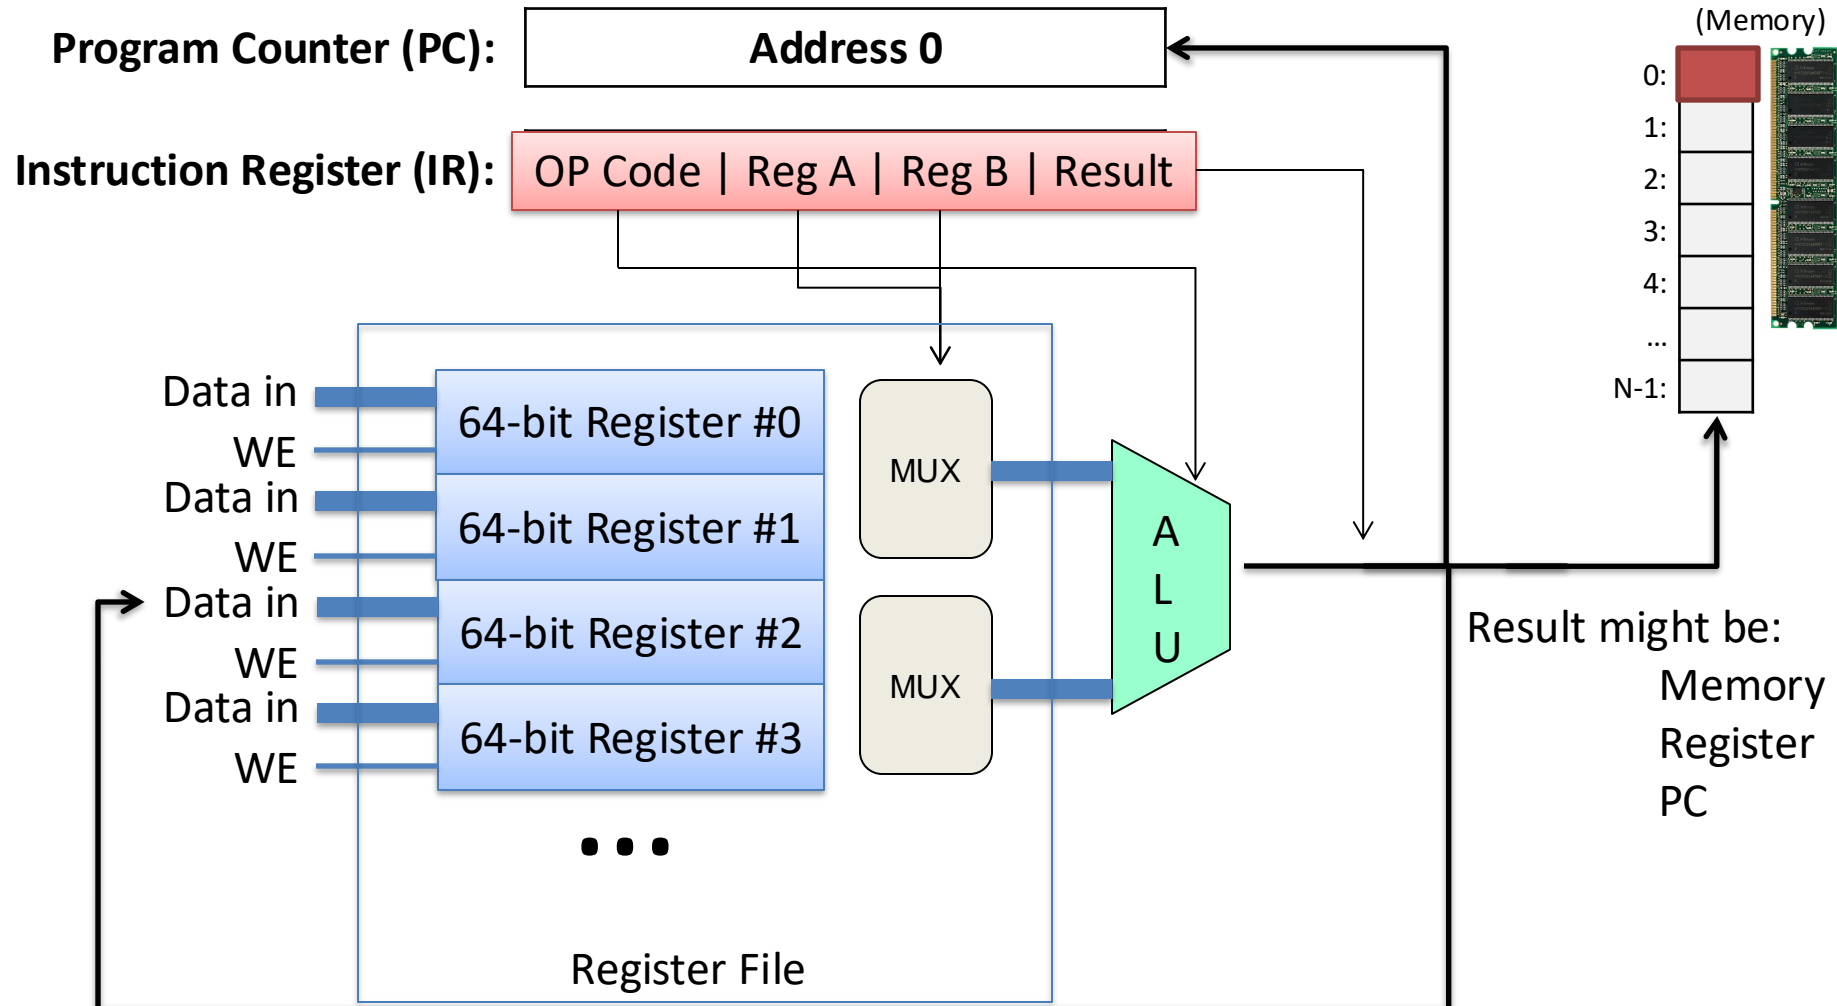 (Memory)
Program Counter (PC):
Address 0
Instruction Register (IR):
OP Code | Reg A | Reg B | Result
0:
1:
2:
3:
4:
...
N-1:
Data in
WE
Data in
WE
Data in
WE
Data in
WE
64-bit Register #0
64-bit Register #1
64-bit Register #2
64-bit Register #3
...
MUX
MUX
A
L
U
Register File
Result might be:
Memory
Register
PC